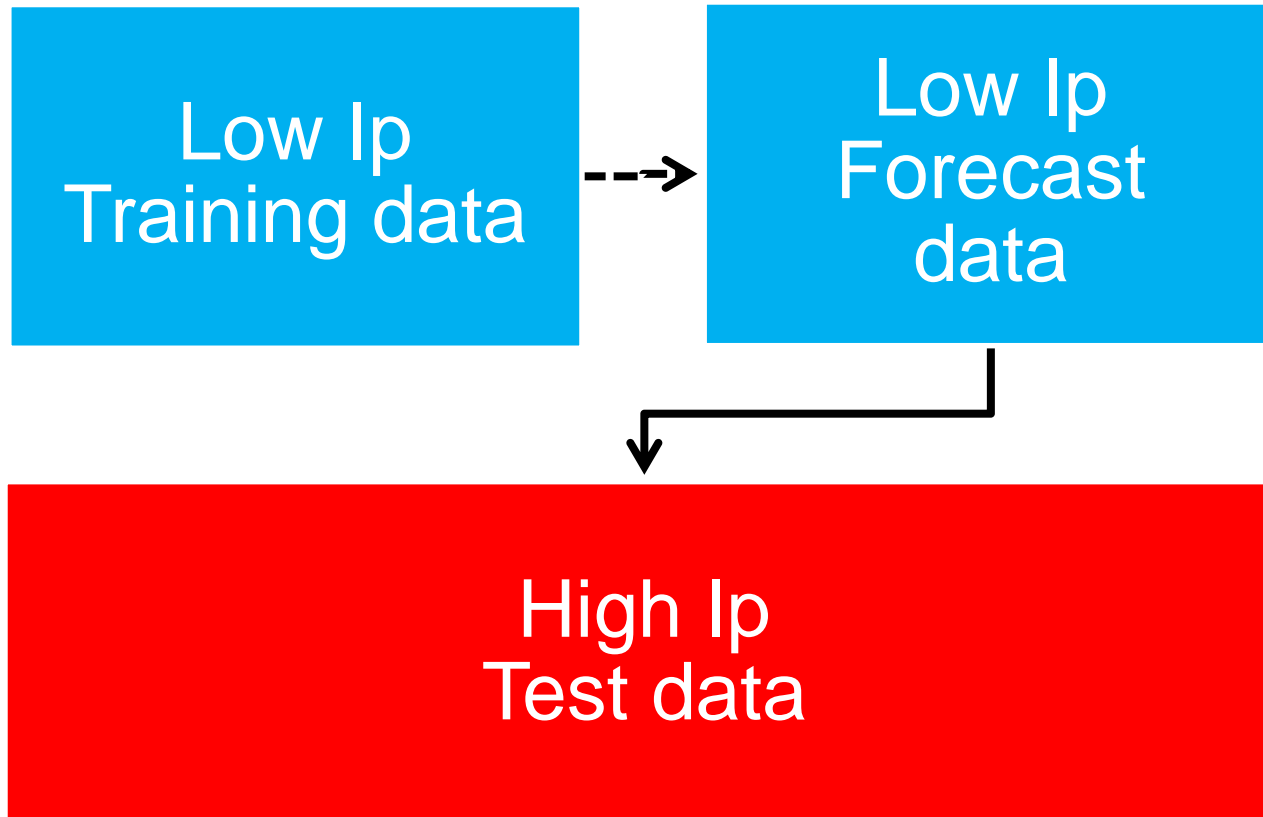 Low Ip
Training data
Low Ip
Forecast
data
High Ip
Test data